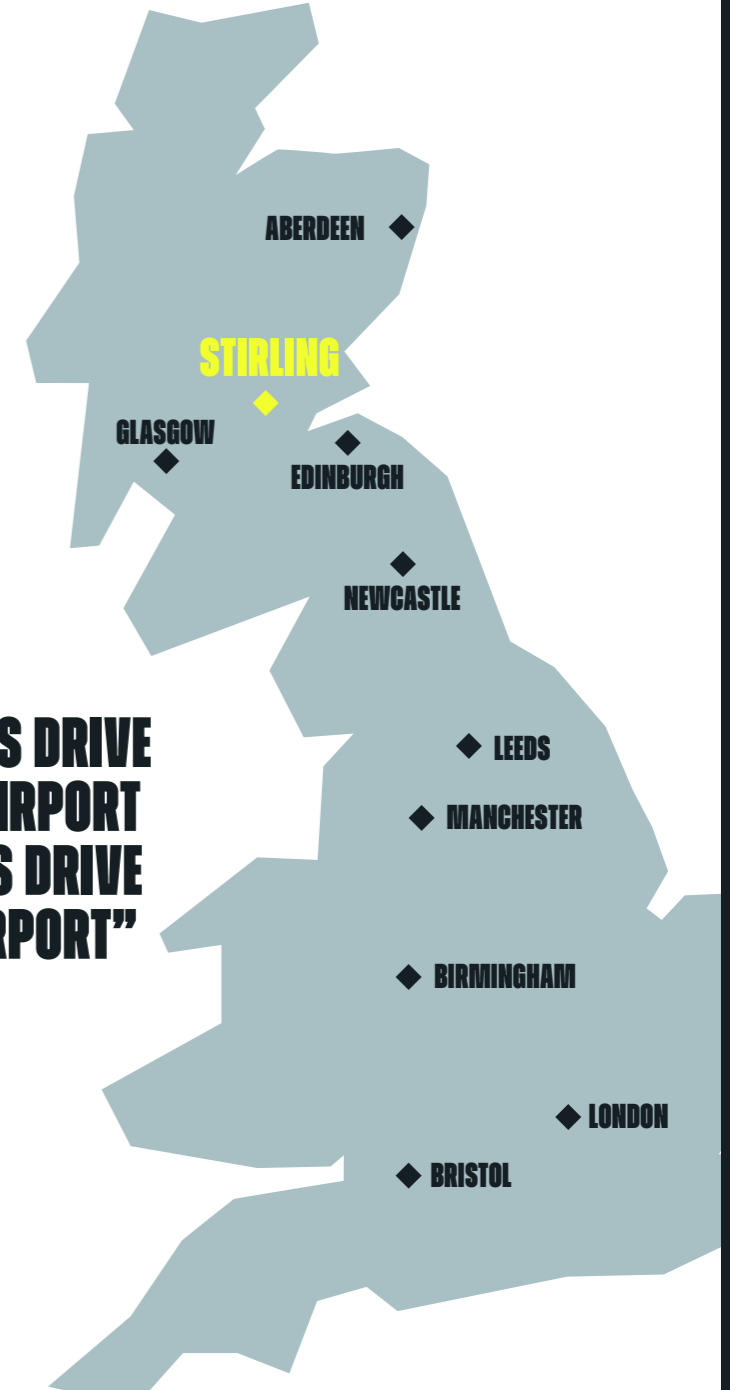 ABERDEEN
STIRLING
GLASGOW
EDINBURGH
NEWCASTLE
S DRIVE
LEEDS
IRPORT
MANCHESTER
S DRIVE
RPORT”
BIRMINGHAM
LONDON
BRISTOL